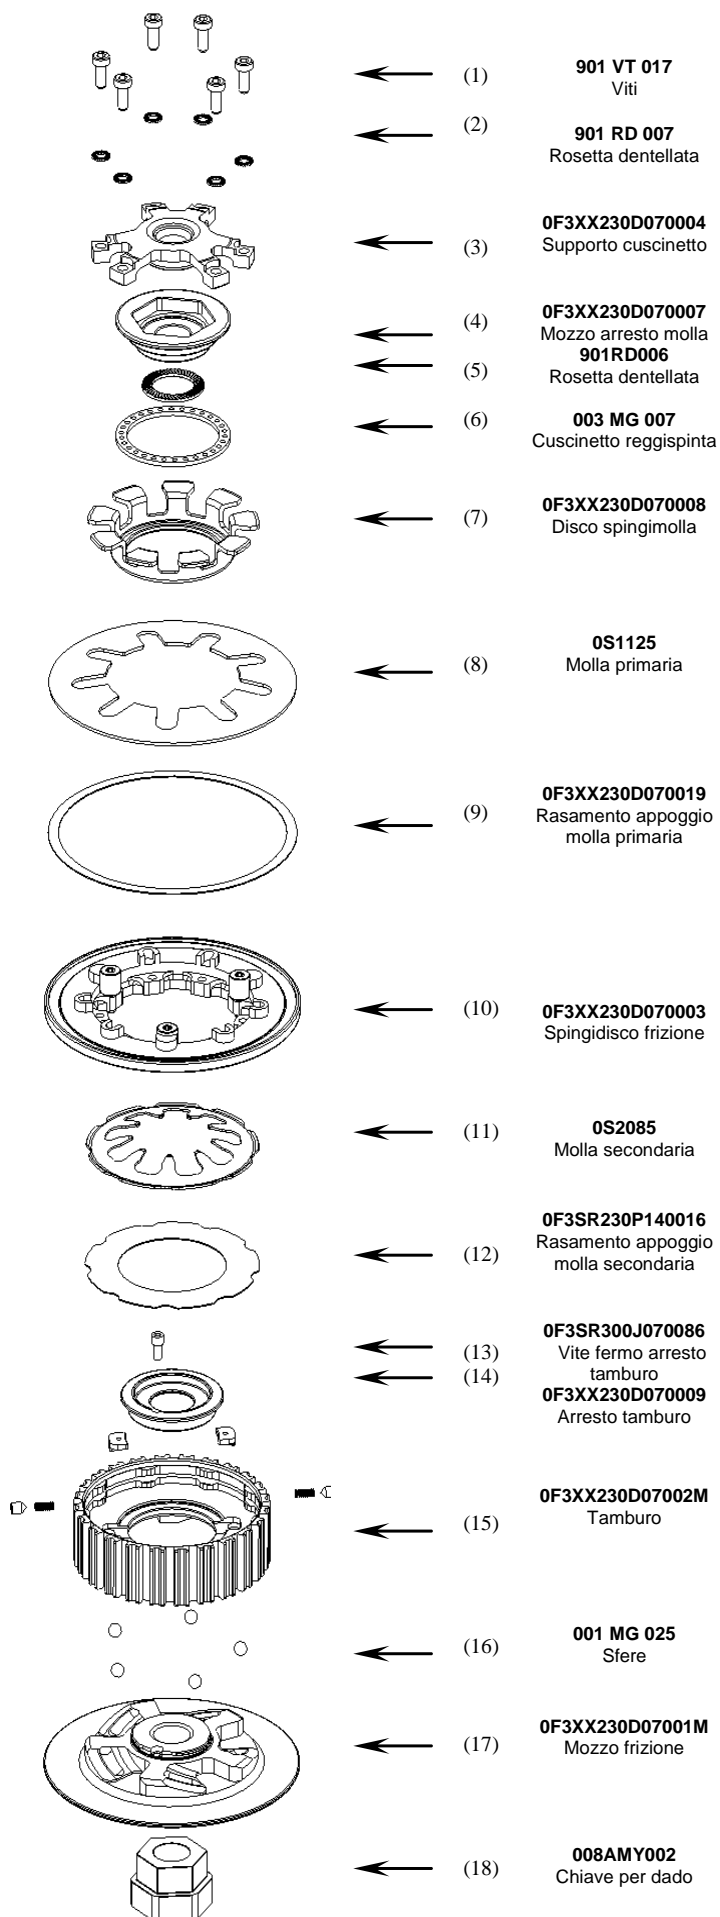 (1)
901 VT 017
Viti
(2)
901 RD 007
Rosetta dentellata
(3)
0F3XX230D070004
Supporto cuscinetto
(4)
0F3XX230D070007
Mozzo arresto molla
(5)
901RD006
Rosetta dentellata
(6)
003 MG 007
Cuscinetto reggispinta
(7)
0F3XX230D070008
Disco spingimolla
(8)
0S1125
Molla primaria
(9)
0F3XX230D070019
Rasamento appoggio
molla primaria
(10)
0F3XX230D070003
Spingidisco frizione
(11)
0S2085
Molla secondaria
(12)
0F3SR230P140016
Rasamento appoggio
molla secondaria
(13)
0F3SR300J070086
Vite fermo arresto
tamburo
(14)
0F3XX230D070009
Arresto tamburo
(15)
0F3XX230D07002M
Tamburo
(16)
001 MG 025
Sfere
(17)
0F3XX230D07001M
Mozzo frizione
(18)
008AMY002
Chiave per dado